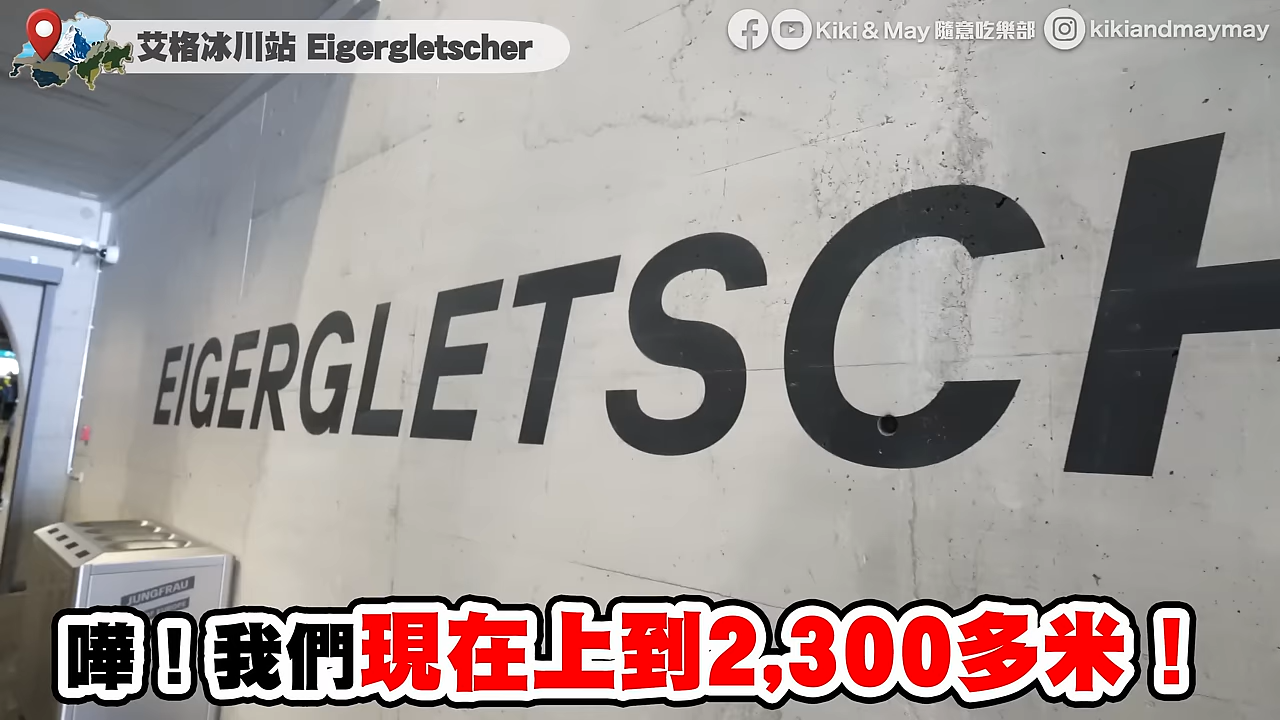 艾格冰川站 Eigergletscher
Kiki & May 隨意吃樂部
kikiandmaymay
EIGERGLETSCH
JUNGFRAU
嘩！我們現在上到2,300多米！